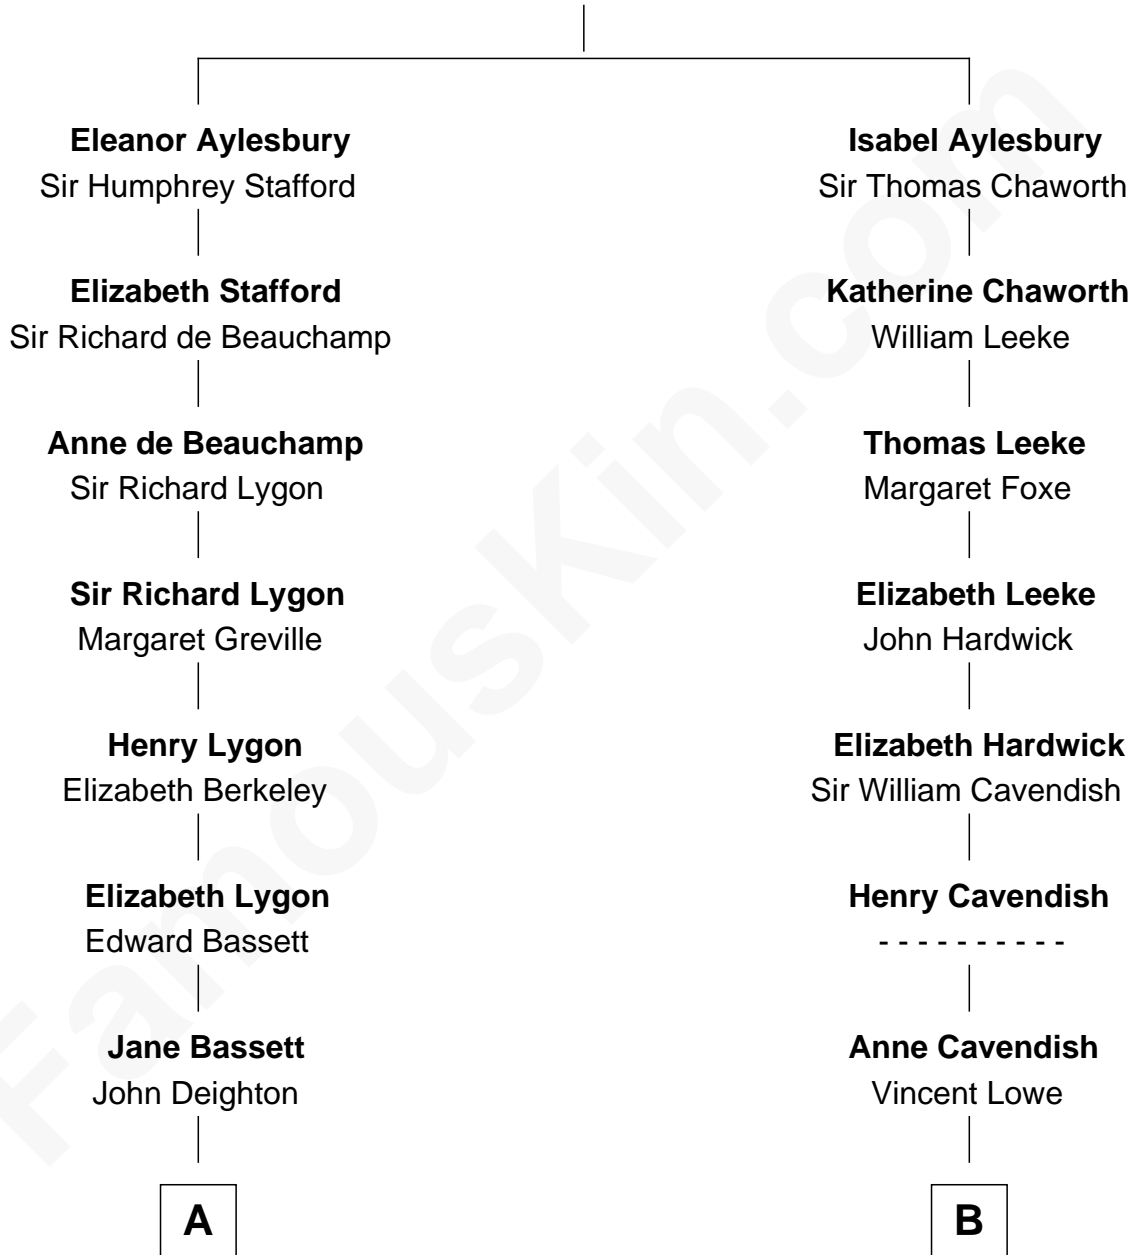 Eleanor Aylesbury
Sir Humphrey Stafford
Elizabeth Stafford
Sir Richard de Beauchamp
Anne de Beauchamp
Sir Richard Lygon
Sir Richard Lygon
Margaret Greville
Henry Lygon
Elizabeth Berkeley
Elizabeth Lygon
Edward Bassett
Jane Bassett
John Deighton
A
Isabel Aylesbury
Sir Thomas Chaworth
Katherine Chaworth
William Leeke
Thomas Leeke
Margaret Foxe
Elizabeth Leeke
John Hardwick
Elizabeth Hardwick
Sir William Cavendish
Henry Cavendish
- - - - - - - - - -
Anne Cavendish
Vincent Lowe
B
FamousKin.com